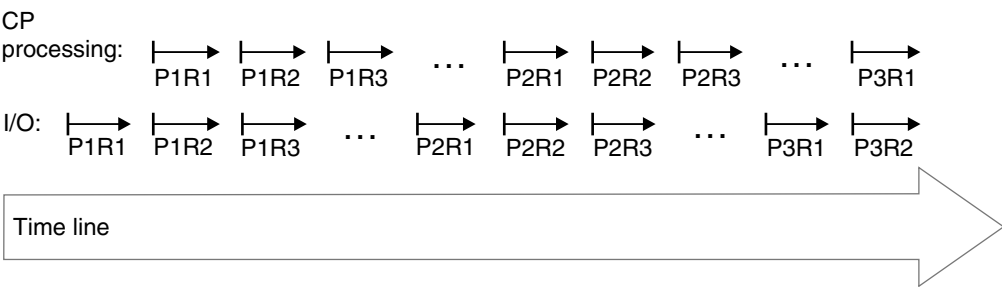 CP
processing:
P1R1 P1R2 P1R3 ... P2R1 P2R2 P2R3 ... P3R1
I/O:
P1R1 P1R2 P1R3 ... P2R1 P2R2 P2R3 ... P3R1 P3R2
Time line